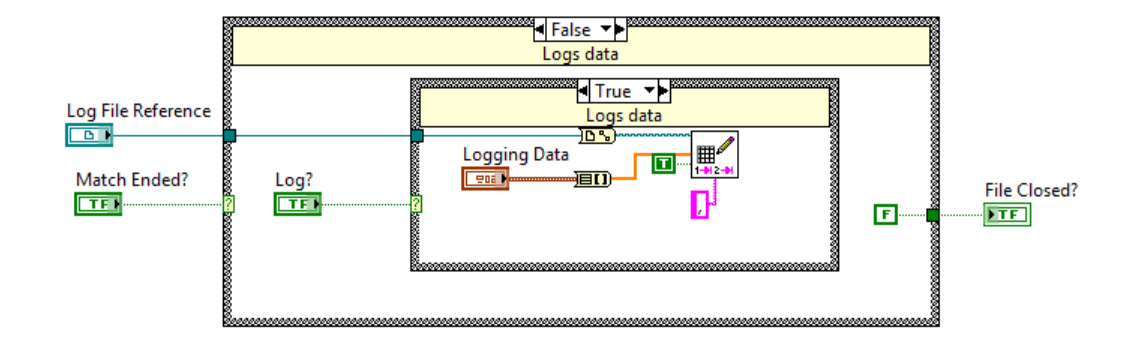 False
Logs data
True
Logs data
Log File Reference
Logging Data
T
1 2
Match Ended?
TF
Log?
TF
,
File Closed?
F
TF